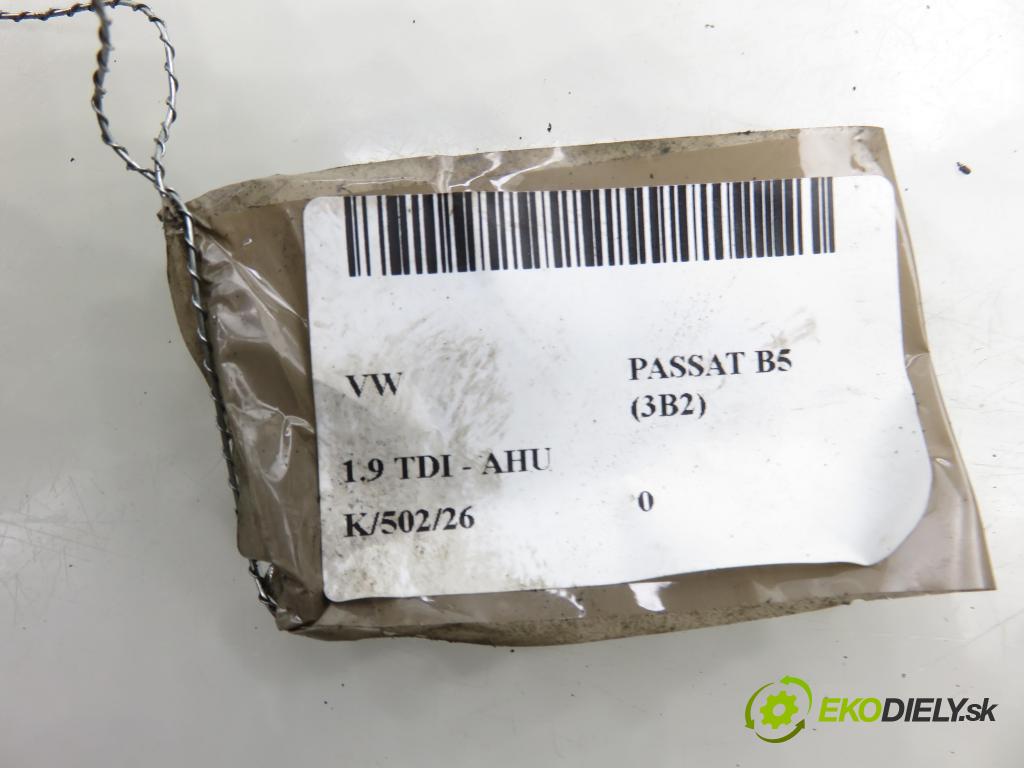 VW
PASSAT B5
(3B2)
1.9 TDI - AHU
K/502/26
0
EKODIELY.sk